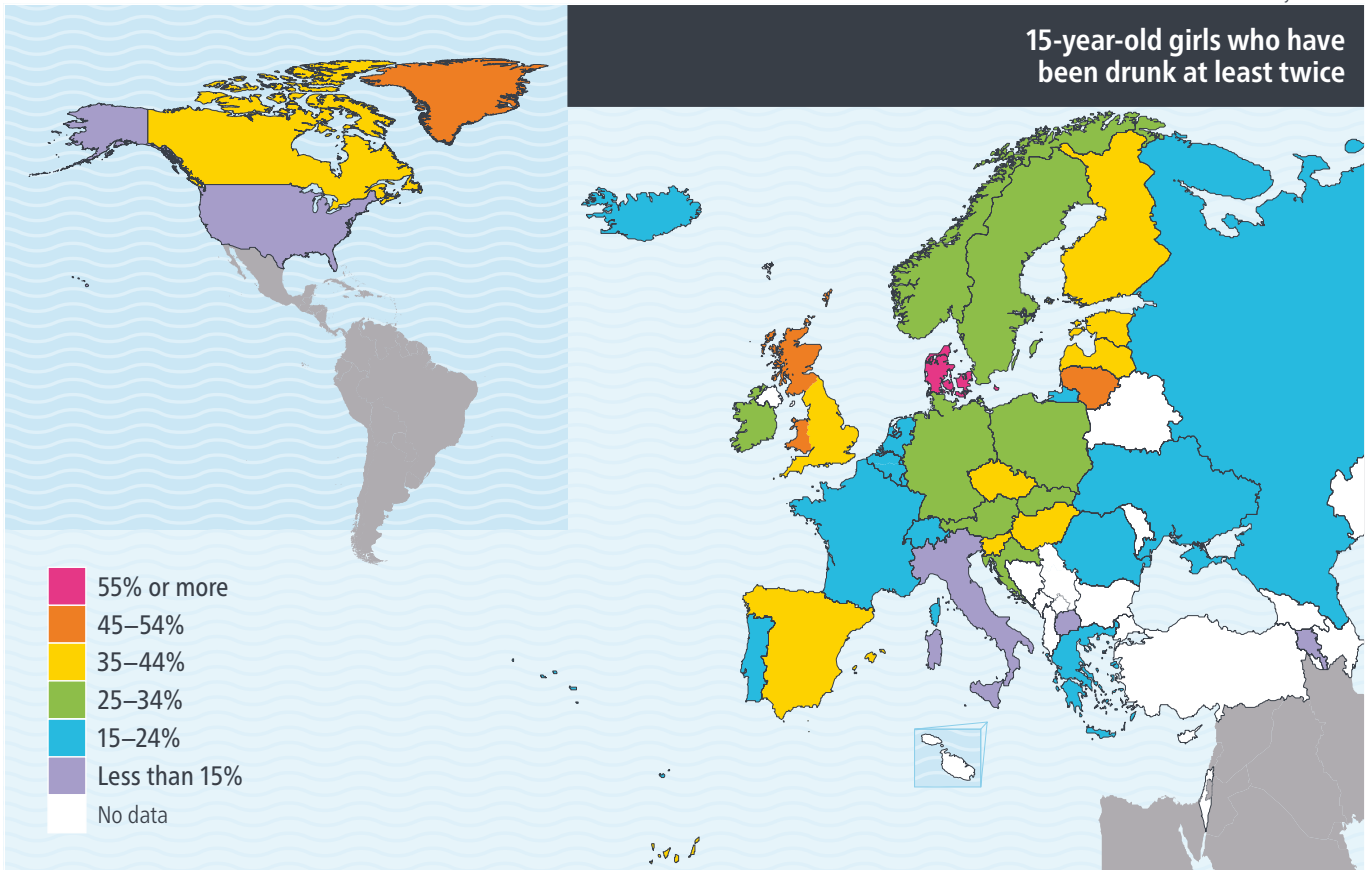 15-year-old girls who have
been drunk at least twice
55% or more
45–54%
35–44%
25–34%
15–24%
Less than 15%
No data